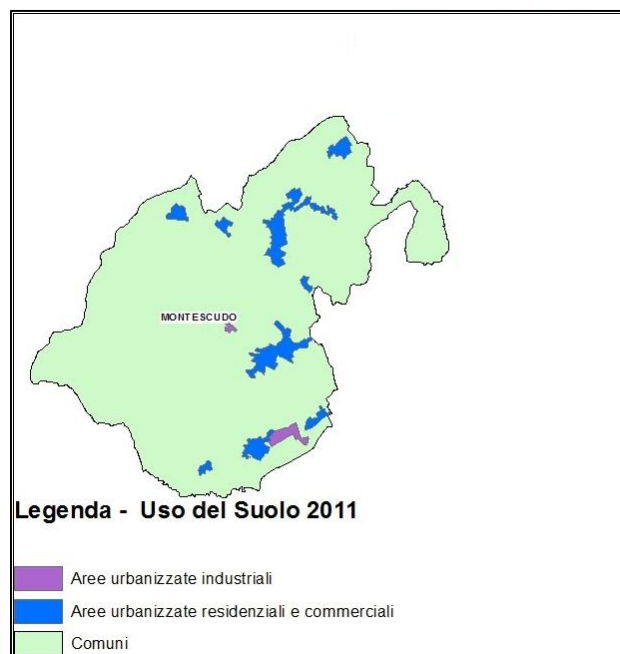 MONTESCUDO
Legenda - Uso del Suolo 2011
Aree urbanizzate industriali
Aree urbanizzate residenziali e commerciali
Comuni